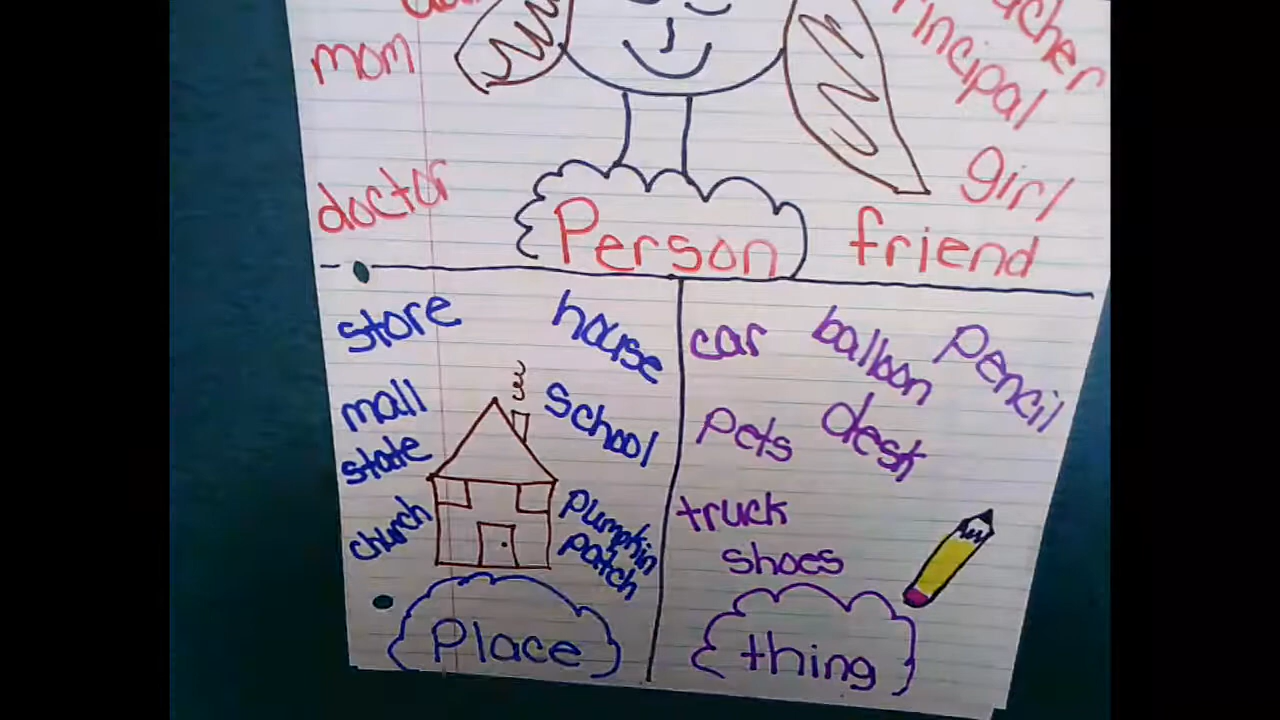 mom
doctor
principal
girl
friend
Person
store
house
mall
School
state
church
Pumpkin
patch
Place
car
balloon
Pencil
Pets
desk
truck
shoes
thing